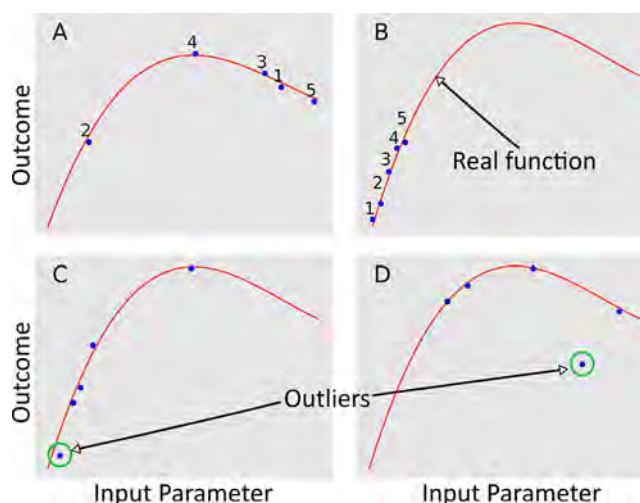 A
4
3
1
5
2
Outcome
B
5
4
3
2
1
Real function
C
D
Outcome
Outliers
Input Parameter
Input Parameter